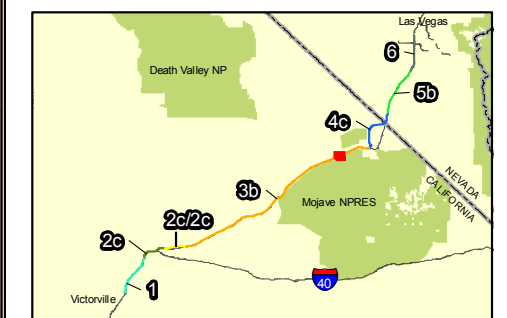 Las Vegas
6
Death Valley NP
5b
4c
NEVADA
CALIFORNIA
3b
Mojave NPRES
2c/2c
2c
40
1
Victorville